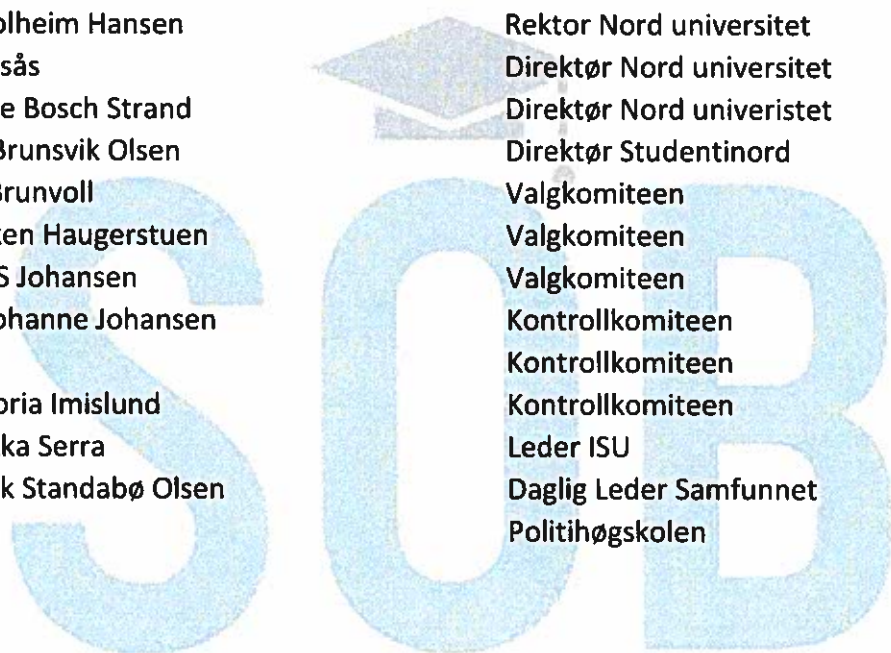 olheim Hansen Rektor Nord universitet
sås Direktør Nord universitet
e Bosch Strand Direktør Nord univeristet
Brunsvik Olsen Direktør Studentinord
Brunvoll Valgkomiteen
ken Haugerstuen Valgkomiteen
S Johansen Valgkomiteen
ohanne Johansen Kontrollkomiteen
Kontrollkomiteen
oria Imislund Kontrollkomiteen
ka Serra Leder ISU
k Standabø Olsen Daglig Leder Samfunnet
Politihøgskolen
SOB